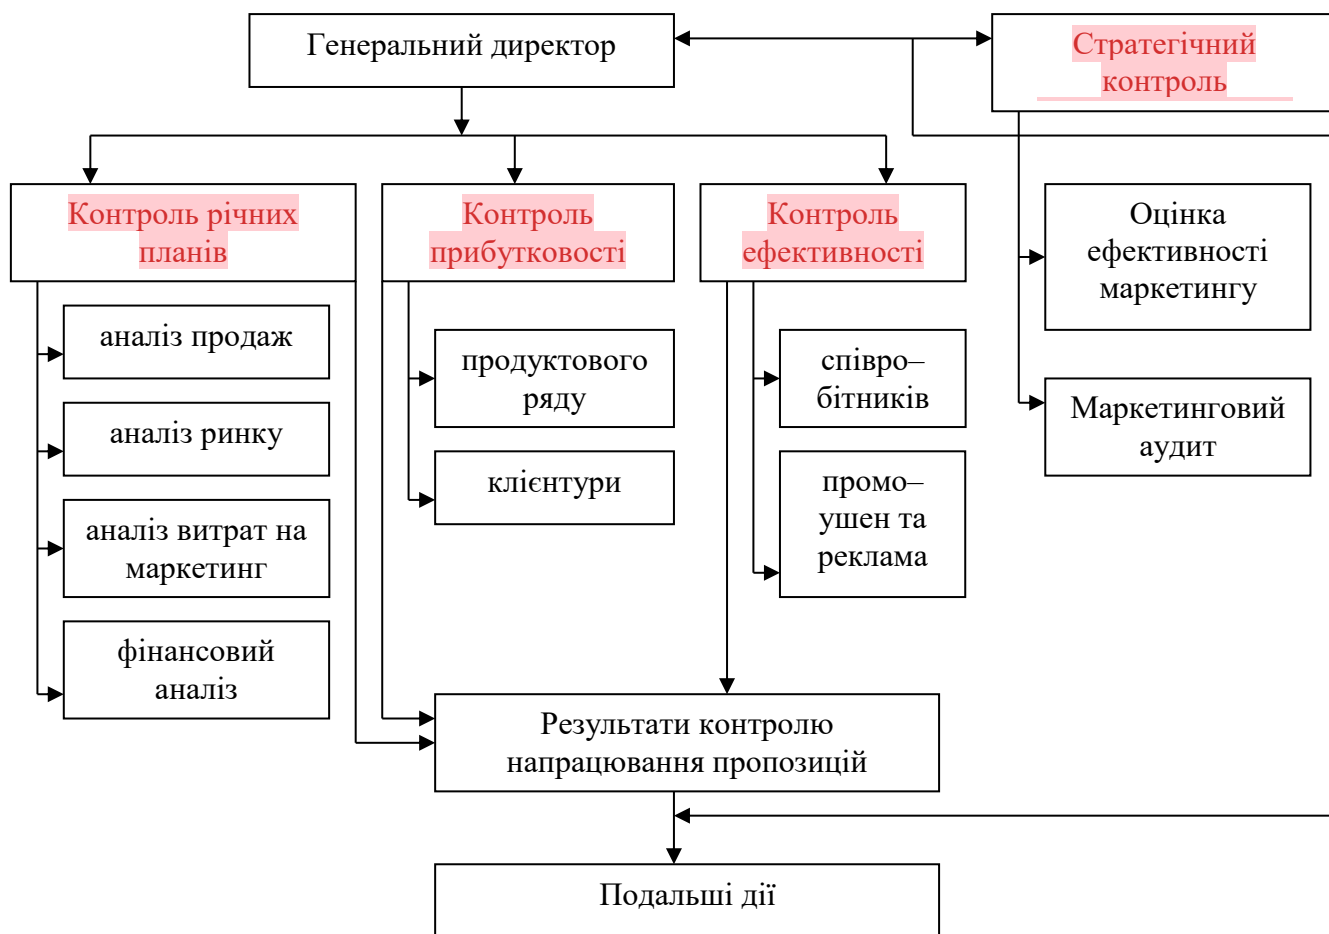 Генеральний директор
Стратегічний
контроль
Контроль річних
планів
Контроль
прибутковості
Контроль
ефективності
Оцінка
ефективності
маркетингу
аналіз продаж
продуктового
ряду
співро–
бітників
Маркетинговий
аудит
аналіз ринку
клієнтури
промо–
ушен та
реклама
аналіз витрат на
маркетинг
фінансовий
аналіз
Результати контролю
напрацювання пропозицій
Подальші дії